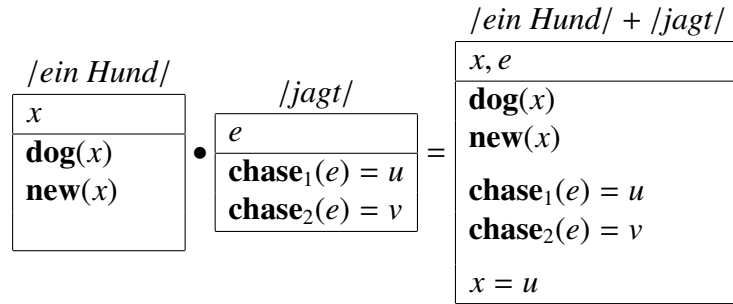 /ein Hund/
x
dog(x)
new(x)
•
/jagt/
e
chase₁(e) = u
chase₂(e) = v
=
/ein Hund/ + /jagt/
x, e
dog(x)
new(x)
chase₁(e) = u
chase₂(e) = v
x = u